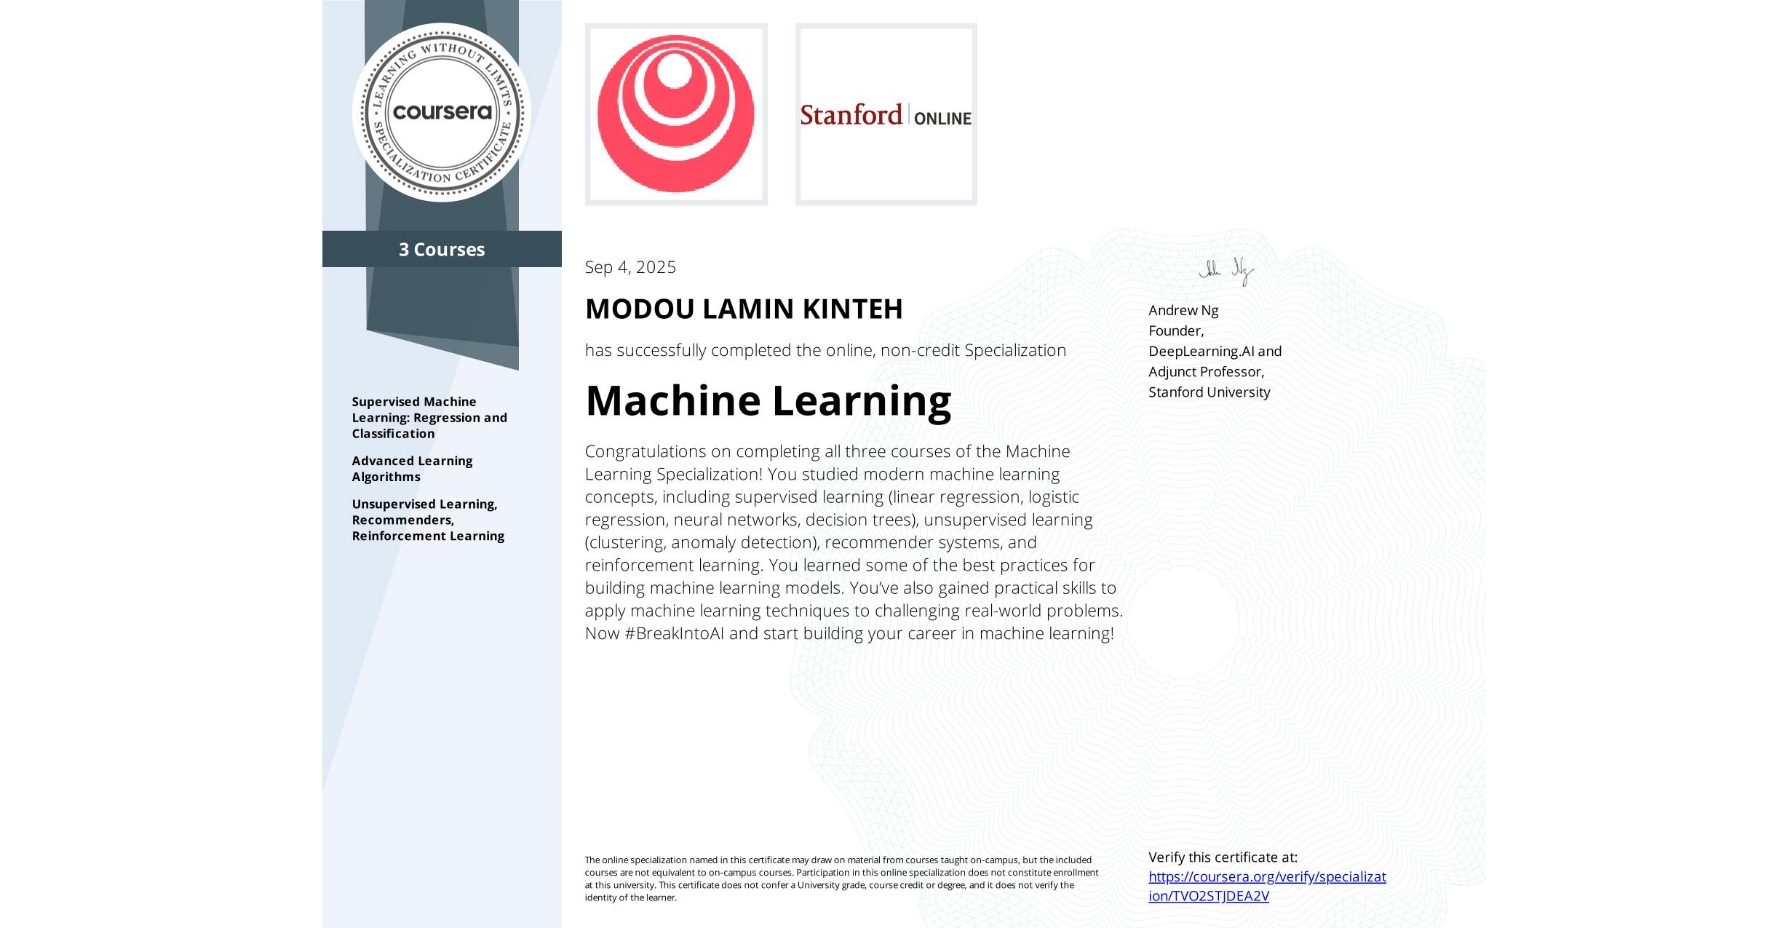 LEARNING WITHOUT LIMITS
coursera
SPECIALIZATION CERTIFICATE
3 Courses
Supervised Machine
Learning: Regression and
Classification
Advanced Learning
Algorithms
Unsupervised Learning,
Recommenders,
Reinforcement Learning
Stanford | ONLINE
Sep 4, 2025
MODOU LAMIN KINTEH
has successfully completed the online, non-credit Specialization
Machine Learning
Congratulations on completing all three courses of the Machine
Learning Specialization! You studied modern machine learning
concepts, including supervised learning (linear regression, logistic
regression, neural networks, decision trees), unsupervised learning
(clustering, anomaly detection), recommender systems, and
reinforcement learning. You learned some of the best practices for
building machine learning models. You’ve also gained practical skills to
apply machine learning techniques to challenging real-world problems.
Now #BreakIntoAI and start building your career in machine learning!
Andrew Ng
Founder,
DeepLearning.AI and
Adjunct Professor,
Stanford University
The online specialization named in this certificate may draw on material from courses taught on-campus, but the included
courses are not equivalent to on-campus courses. Participation in this online specialization does not constitute enrollment
at this university. This certificate does not confer a University grade, course credit or degree, and it does not verify the
identity of the learner.
Verify this certificate at:
https://coursera.org/verify/specializat
ion/TVO2STJDEA2V